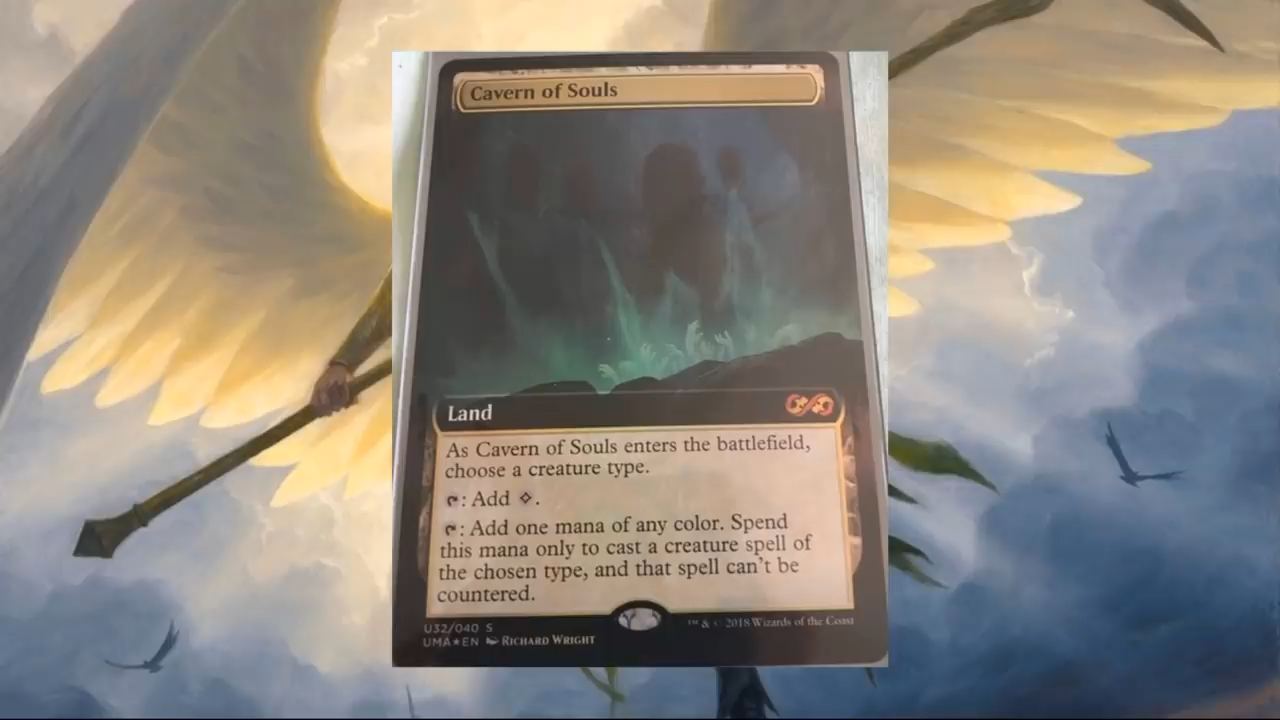 Cavern of Souls
Land
As Cavern of Souls enters the battlefield,
choose a creature type.
: Add .
: Add one mana of any color. Spend
this mana only to cast a creature spell of
the chosen type, and that spell can't be
countered.
U32/040 S
UMA★EN RICHARD WRIGHT
™ & © 2018 Wizards of the Coast